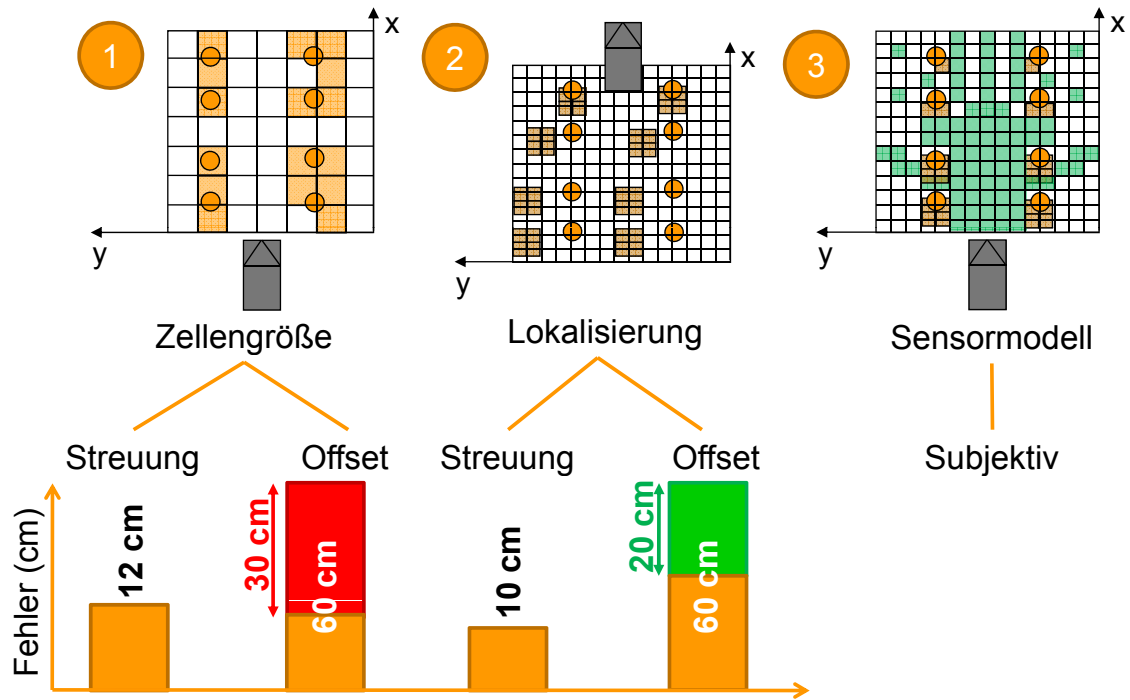 1
x
y
2
x
y
3
x
y
Zellengröße
Lokalisierung
Sensormodell
Streuung
Offset
Streuung
Offset
Subjektiv
Fehler (cm)
12 cm
30 cm
60 cm
10 cm
20 cm
60 cm